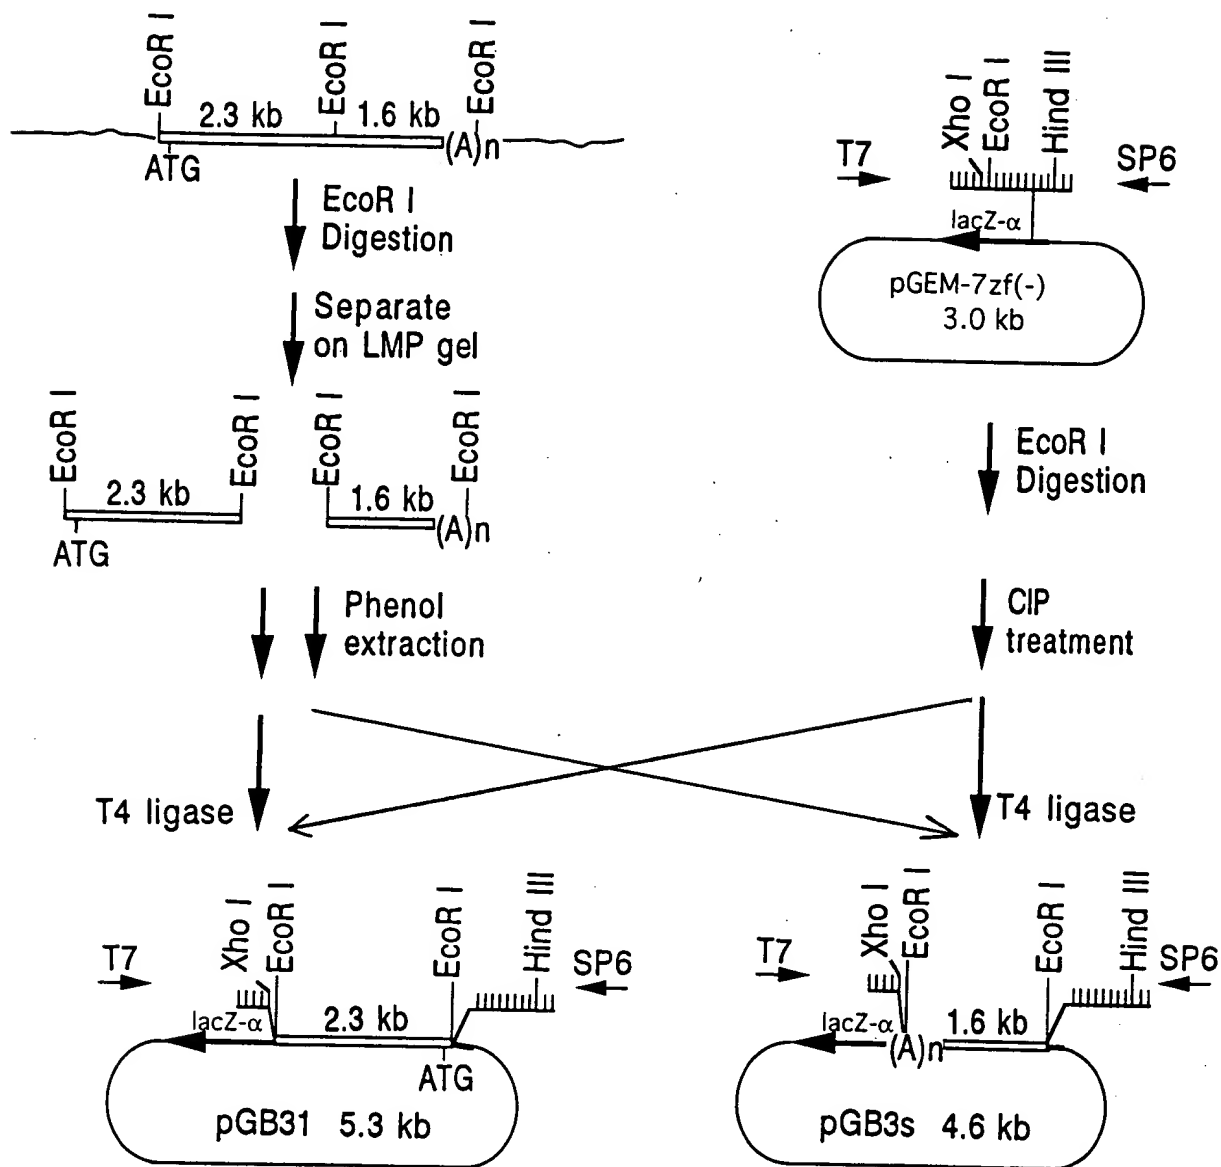 EcoR I
EcoR I
EcoR I
2.3 kb
1.6 kb
(A)n
ATG
EcoR I
Digestion
Separate
on LMP gel
EcoR I
EcoR I
EcoR I
EcoR I
2.3 kb
1.6 kb
(A)n
ATG
Phenol
extraction
T4 ligase
Xho I
EcoR I
Hind III
T7
SP6
lacZ-α
pGEM-7zf(-)
3.0 kb
EcoR I
Digestion
CIP
treatment
T4 ligase
Xho I
EcoR I
EcoR I
Hind III
T7
SP6
lacZ-α
2.3 kb
ATG
pGB31 5.3 kb
Xho I
EcoR I
EcoR I
Hind III
T7
SP6
lacZ-α
(A)n
1.6 kb
pGB3s 4.6 kb